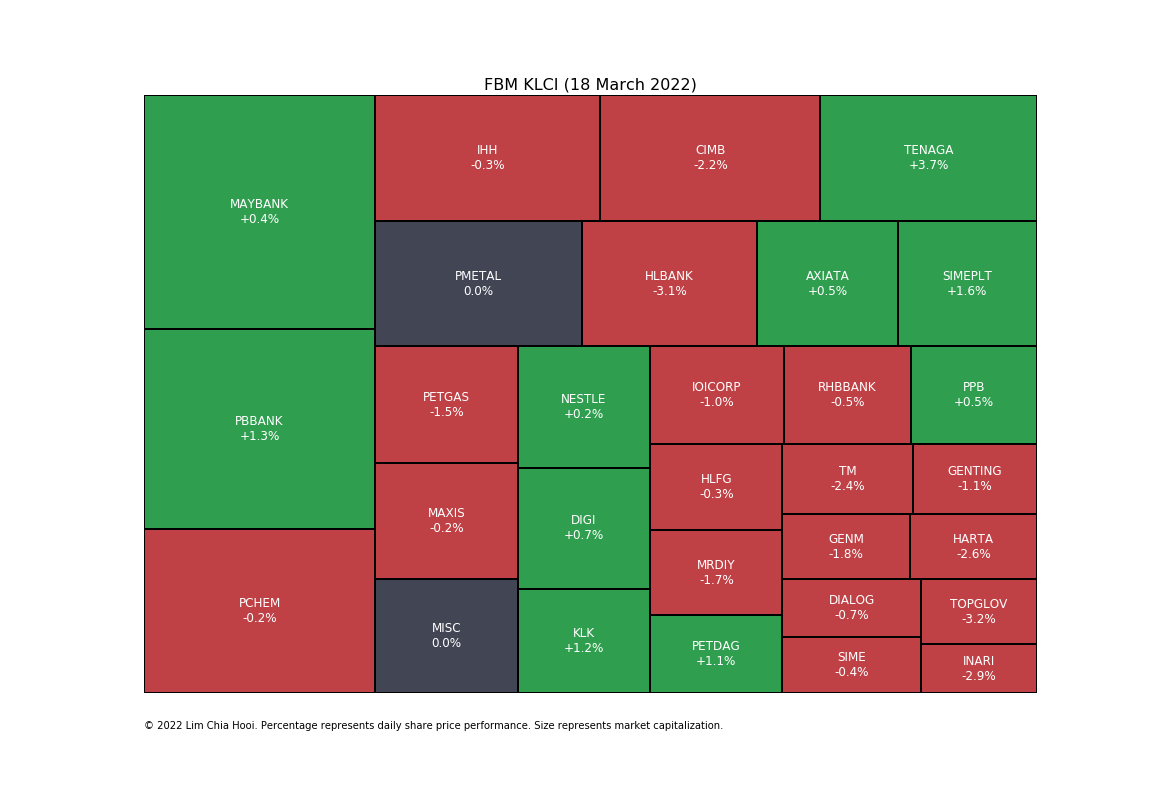 FBM KLCI (18 March 2022)
MAYBANK
+0.4%
PBBANK
+1.3%
PCHEM
-0.2%
IHH
-0.3%
CIMB
-2.2%
TENAGA
+3.7%
PMETAL
0.0%
HLBANK
-3.1%
AXIATA
+0.5%
SIMEPLT
+1.6%
PETGAS
-1.5%
MAXIS
-0.2%
MISC
0.0%
NESTLE
+0.2%
DIGI
+0.7%
KLK
+1.2%
IOICORP
-1.0%
RHBBANK
-0.5%
PPB
+0.5%
HLFG
-0.3%
MRDIY
-1.7%
PETDAG
+1.1%
TM
-2.4%
GENTING
-1.1%
GENM
-1.8%
HARTA
-2.6%
DIALOG
-0.7%
SIME
-0.4%
TOPGLOV
-3.2%
INARI
-2.9%
© 2022 Lim Chia Hooi. Percentage represents daily share price performance. Size represents market capitalization.